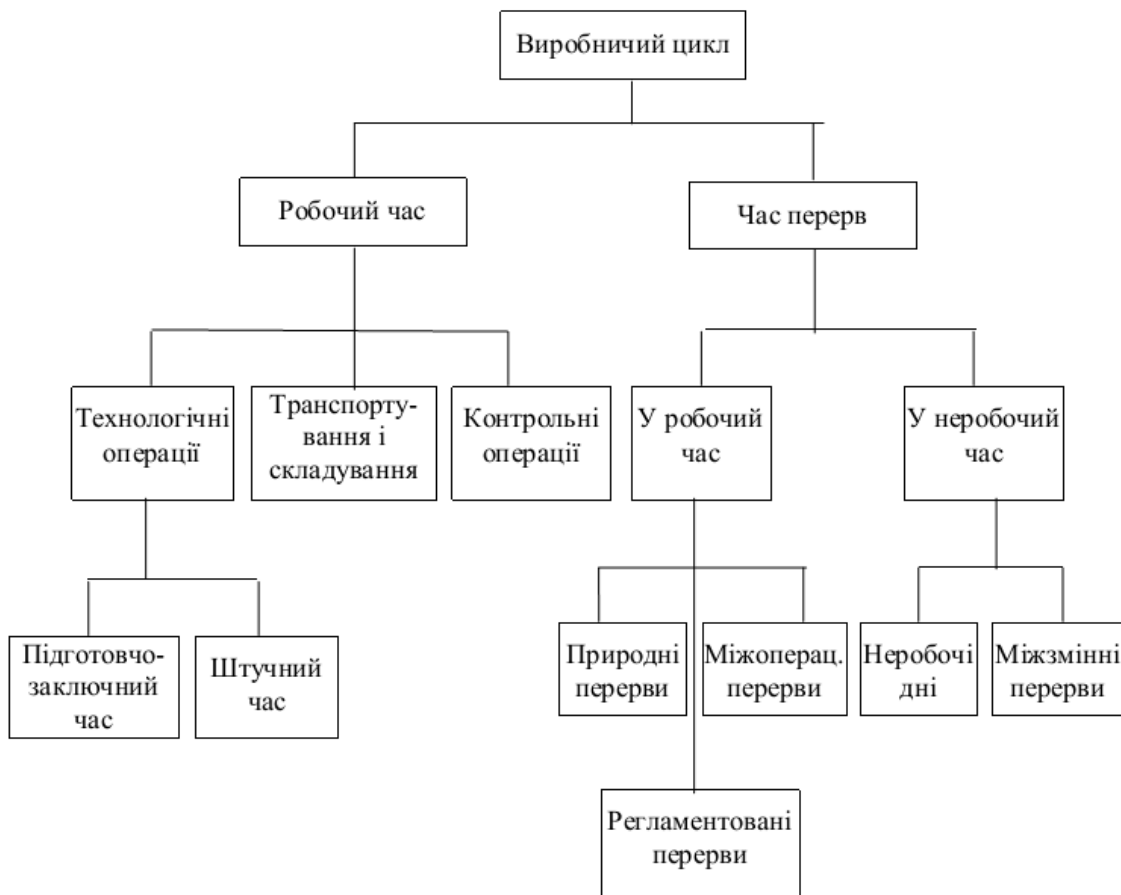 Виробничий цикл
Робочий час
Час перерв
Технологічні
операції
Транспорту-
вання і
складування
Контрольні
операції
У робочий
час
У неробочий
час
Підготовчо-
заключний
час
Штучний
час
Природні
перерви
Міжоперац.
перерви
Неробочі
дні
Міжзмінні
перерви
Регламентовані
перерви